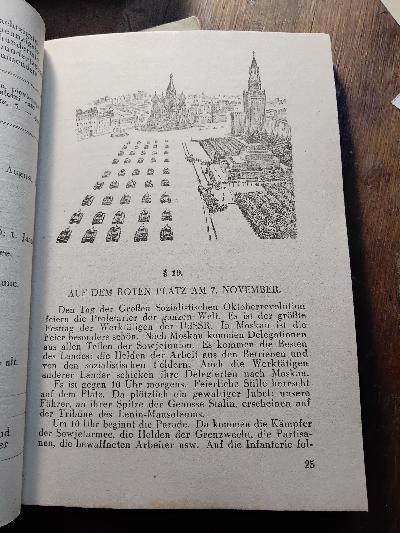 § 19.
AUF DEM ROTEN PLATZ AM 7. NOVEMBER.
Den Tag der Großen Sozialistischen Oktoberrevolution
feiern die Proletarier der ganzen Welt. Es ist der größte
Festtag der Werktätigen der UdSSR. In Moskau ist die
Feier besonders schön. Nach Moskau kommen Delegationen
aus allen Teilen der Sowjetunion. Es kommen die Besten
des Landes: die Helden der Arbeit aus den Betrieben und
von den sozialistischen Feldern. Auch die Werktätigen
anderer Länder schicken ihre Delegierten nach Moskau.
Es ist gegen 10 Uhr morgens. Feierliche Stille herrscht
auf dem Platz. Da plötzlich ein gewaltiger Jubel: unsere
Führer, an ihrer Spitze der Genosse Stalin, erscheinen auf
der Tribüne des Lenin-Mausoleums.
Um 10 Uhr beginnt die Parade. Da kommen die Kämpfer
der Sowjetarmee, die Helden der Grenzwacht, die Partisa-
nen, die bewaffneten Arbeiter usw. Auf die Infanterie fol-
25